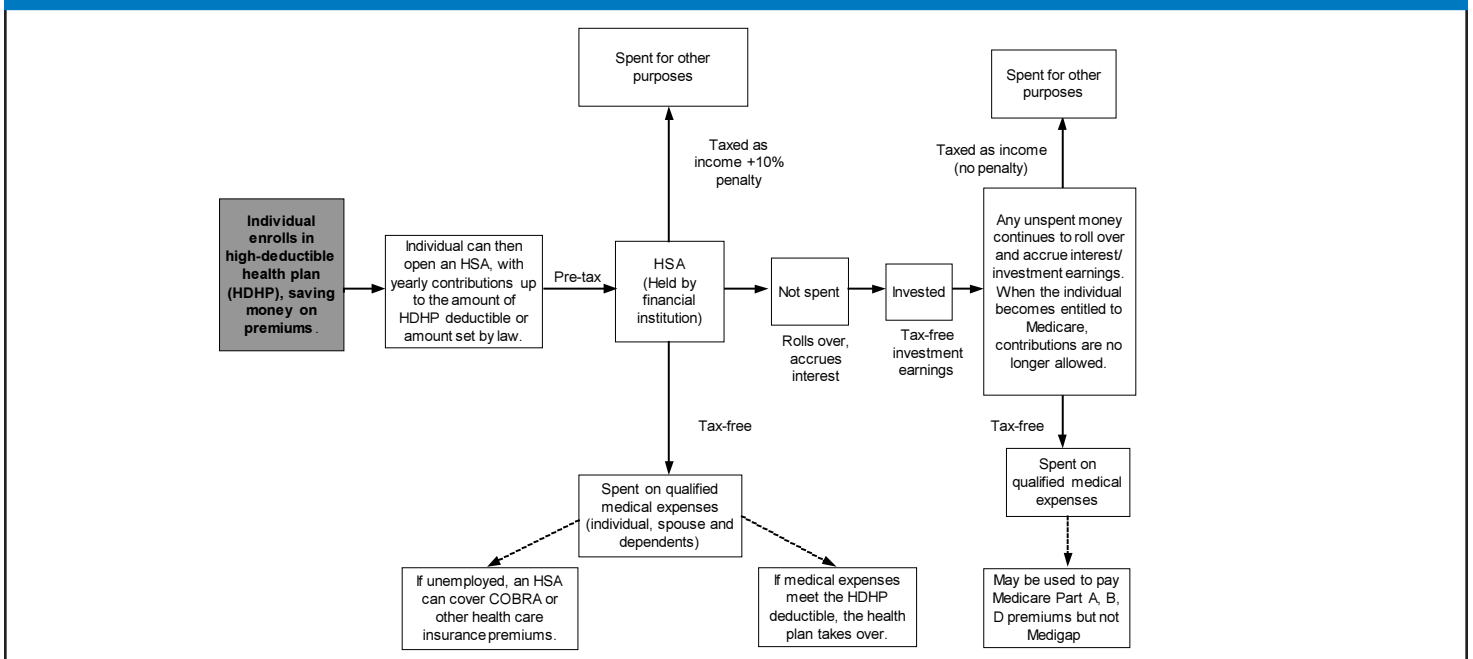 Spent for other
purposes
Spent for other
purposes
Taxed as
income +10%
penalty
Taxed as income
(no penalty)
Individual
enrolls in
high-deductible
health plan
(HDHP), saving
money on
premiums.
Individual can then
open an HSA, with
yearly contributions up
to the amount of
HDHP deductible or
amount set by law.
Pre-tax
HSA
(Held by
financial
institution)
Not spent
Rolls over,
accrues
interest
Invested
Tax-free
investment
earnings
Any unspent money
continues to roll over
and accrue interest/
investment earnings.
When the individual
becomes entitled to
Medicare,
contributions are no
longer allowed.
Tax-free
Tax-free
Spent on qualified
medical expenses
(individual, spouse and
dependents)
Spent on
qualified medical
expenses
If unemployed, an HSA
can cover COBRA or
other health care
insurance premiums.
If medical expenses
meet the HDHP
deductible, the health
plan takes over.
May be used to pay
Medicare Part A, B,
D premiums but not
Medigap